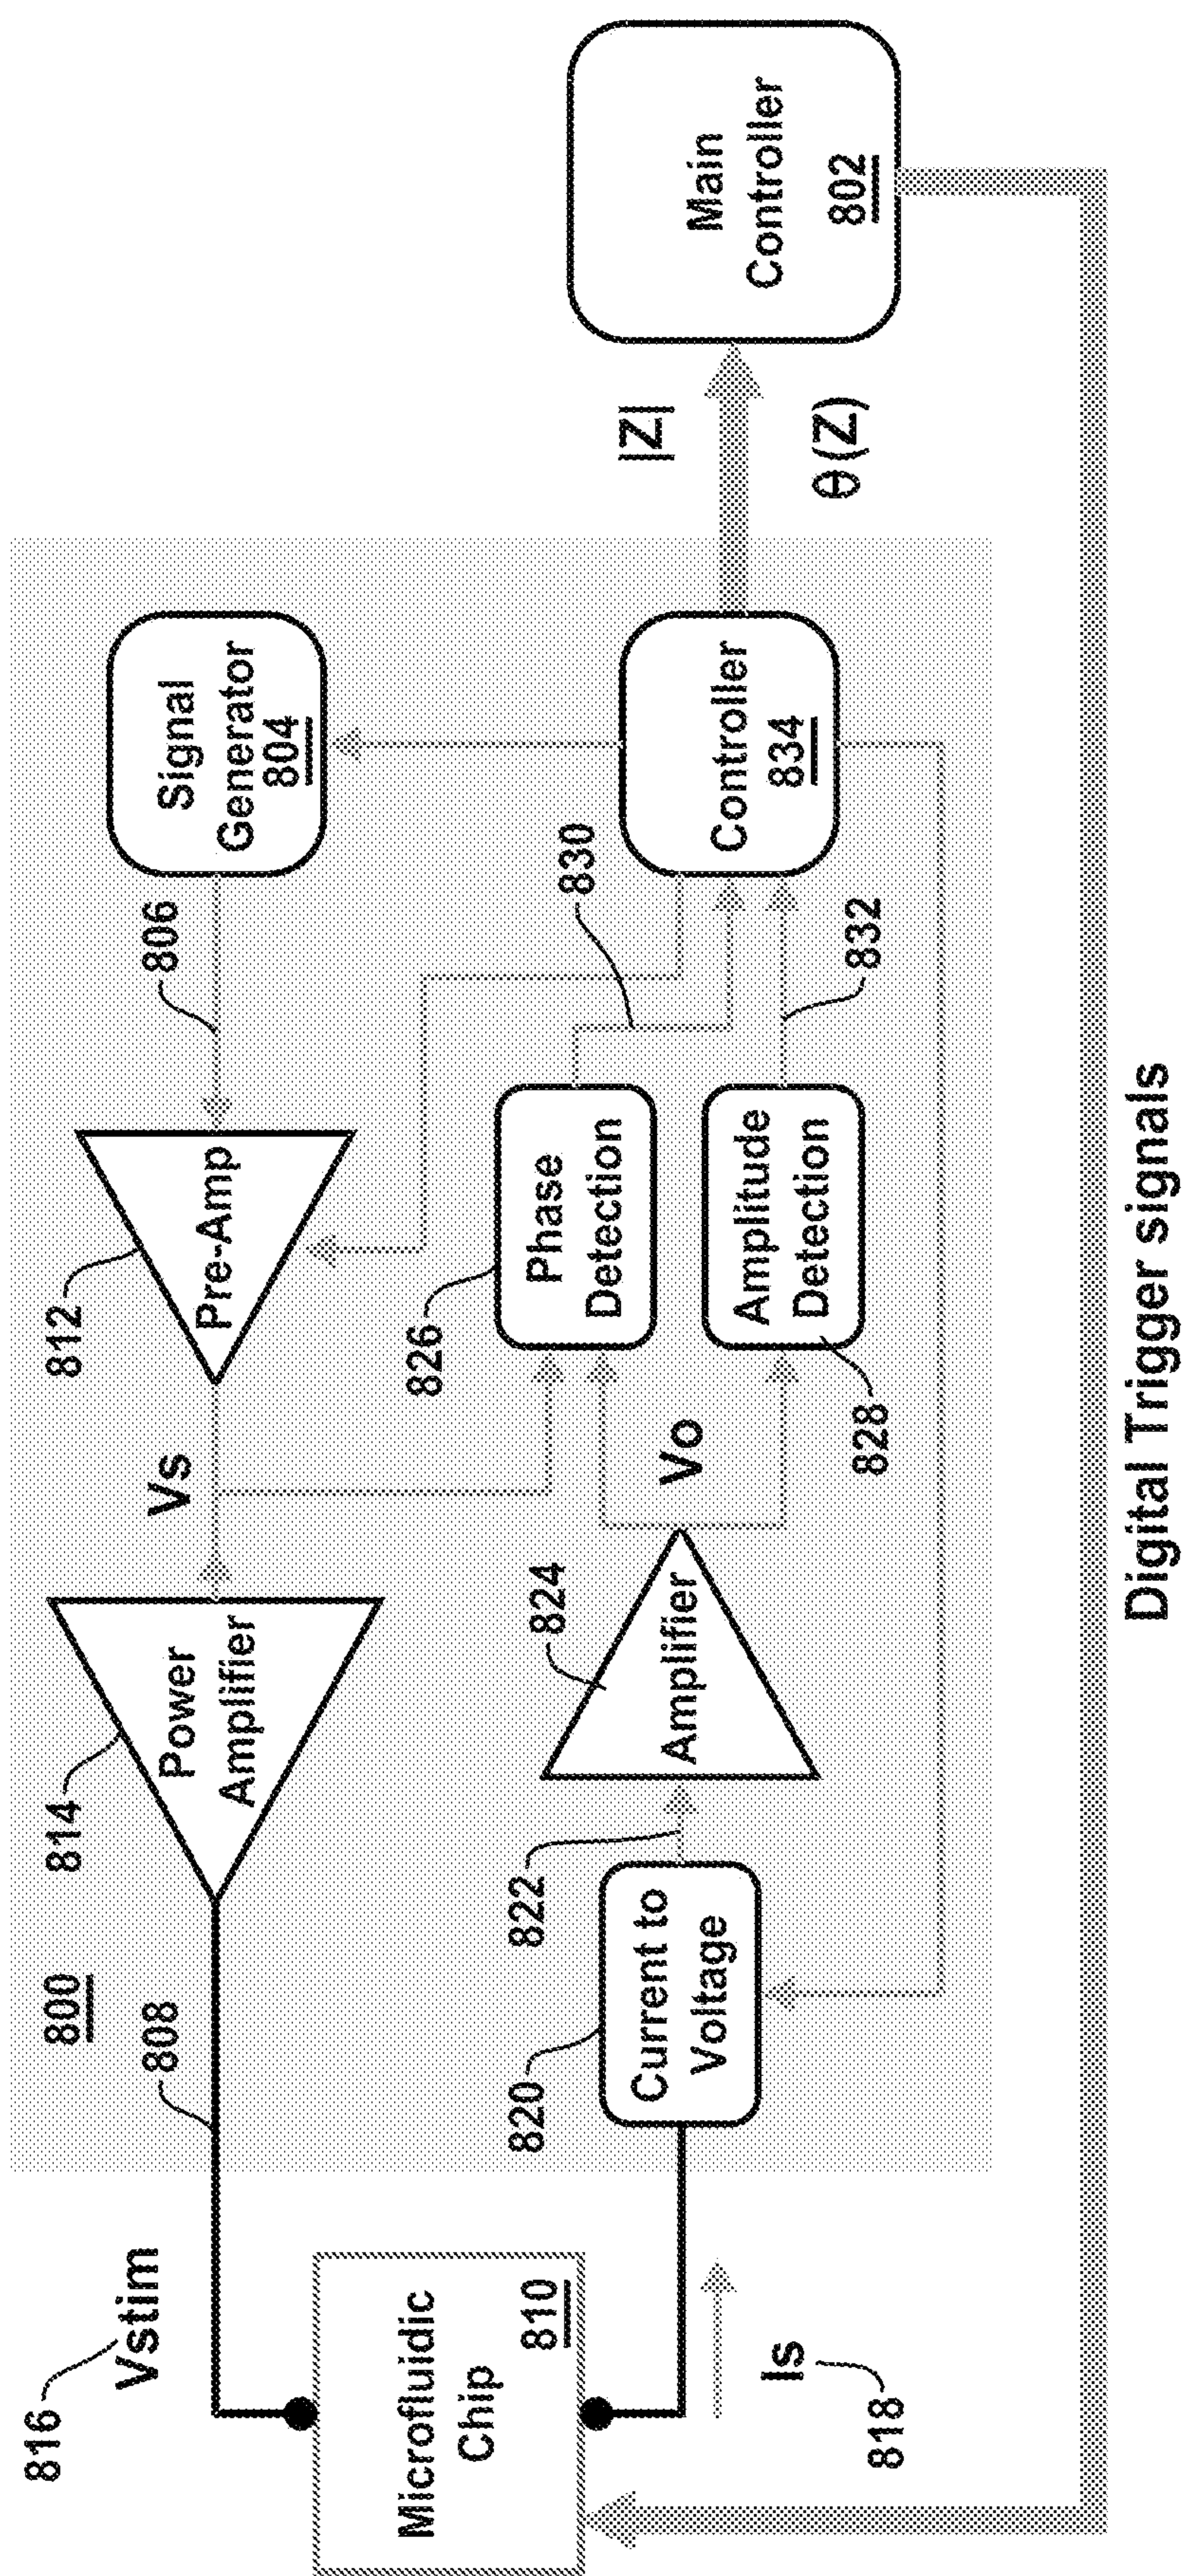 816
Vstim
808
800
814
Power
Amplifier
Vs
812
Pre-Amp
806
Signal
Generator
804
Microfluidic
Chip
810
Is
818
820
Current to
Voltage
822
824
Amplifier
Vo
826
Phase
Detection
828
Amplitude
Detection
830
832
Controller
834
|Z|
θ(Z)
Main
Controller
802
Digital Trigger signals